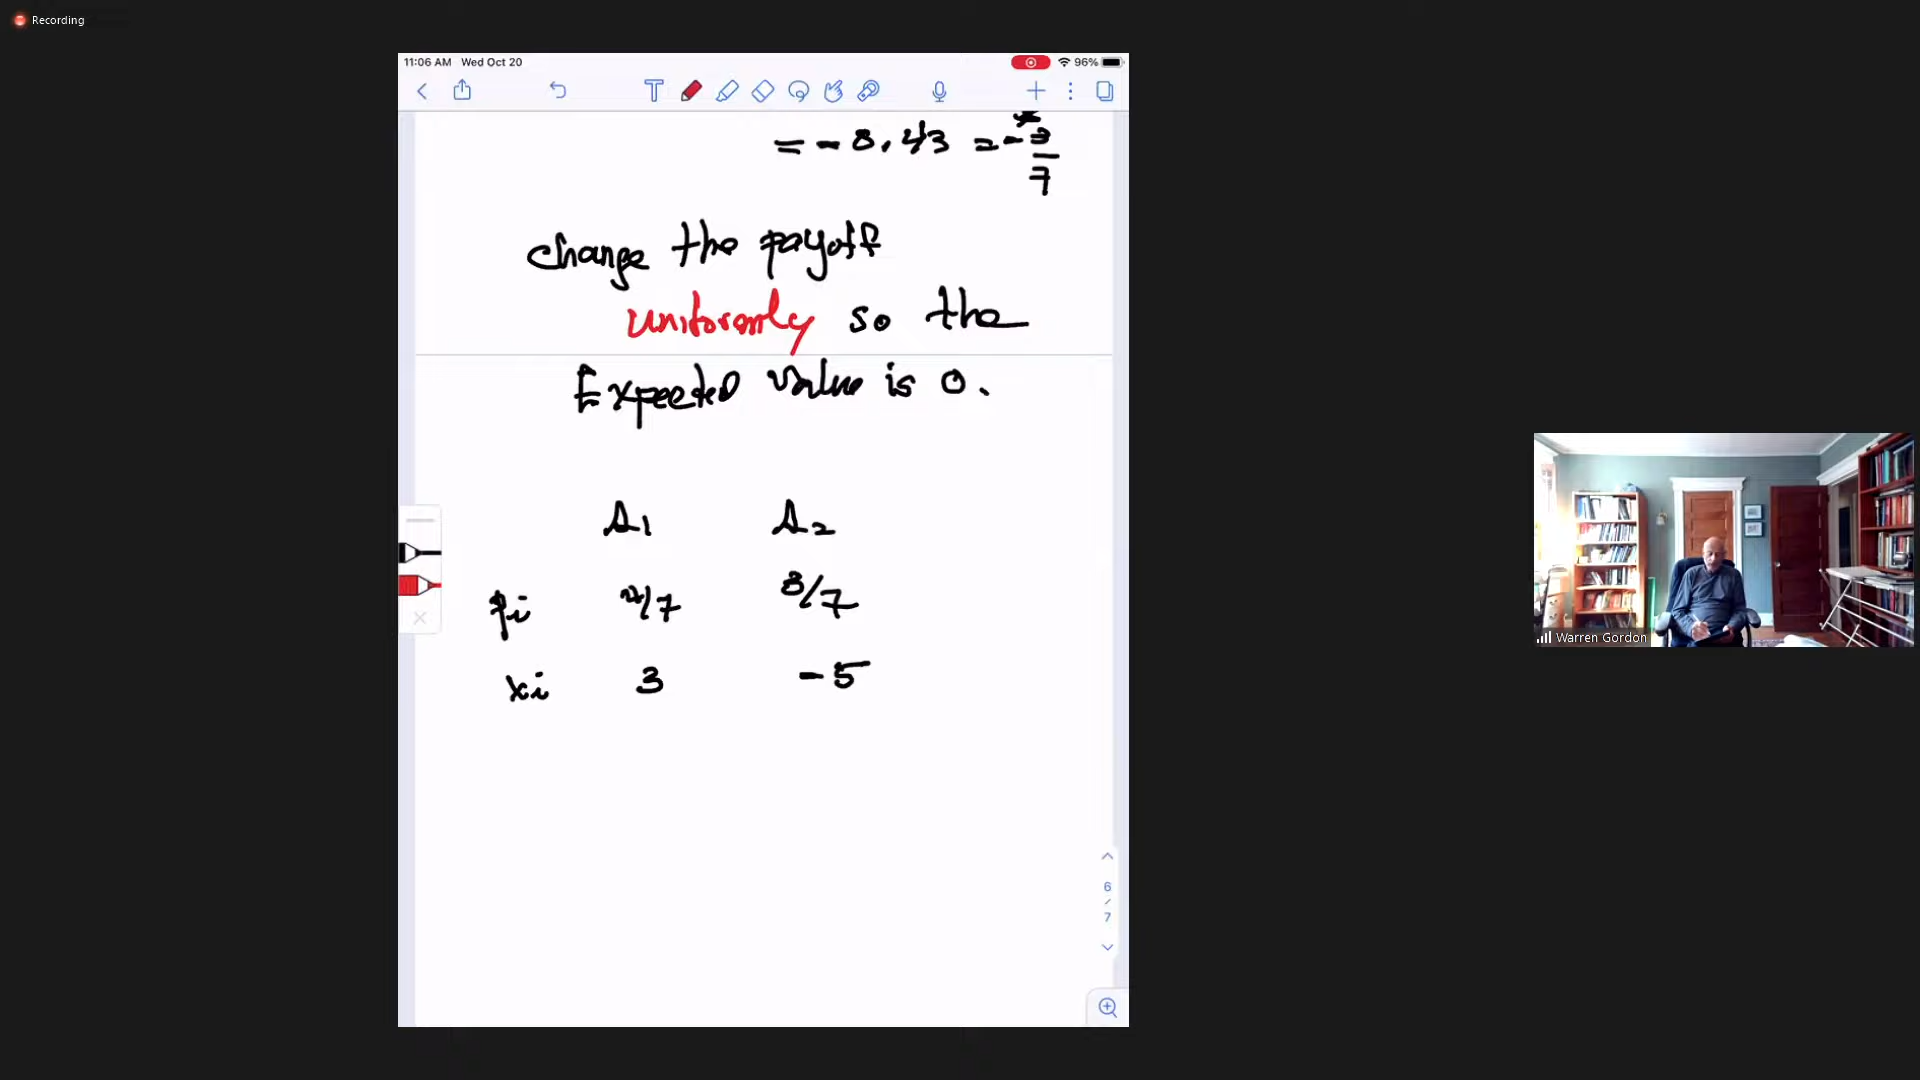 Recording
11:06 AM Wed Oct 20
96%
= - 0.43 = - 3/7
change the payoff
uniformly so the
Expected value is 0.
A1 A2
pi 4/7 3/7
xi 3 -5
6
/
7
Warren Gordon